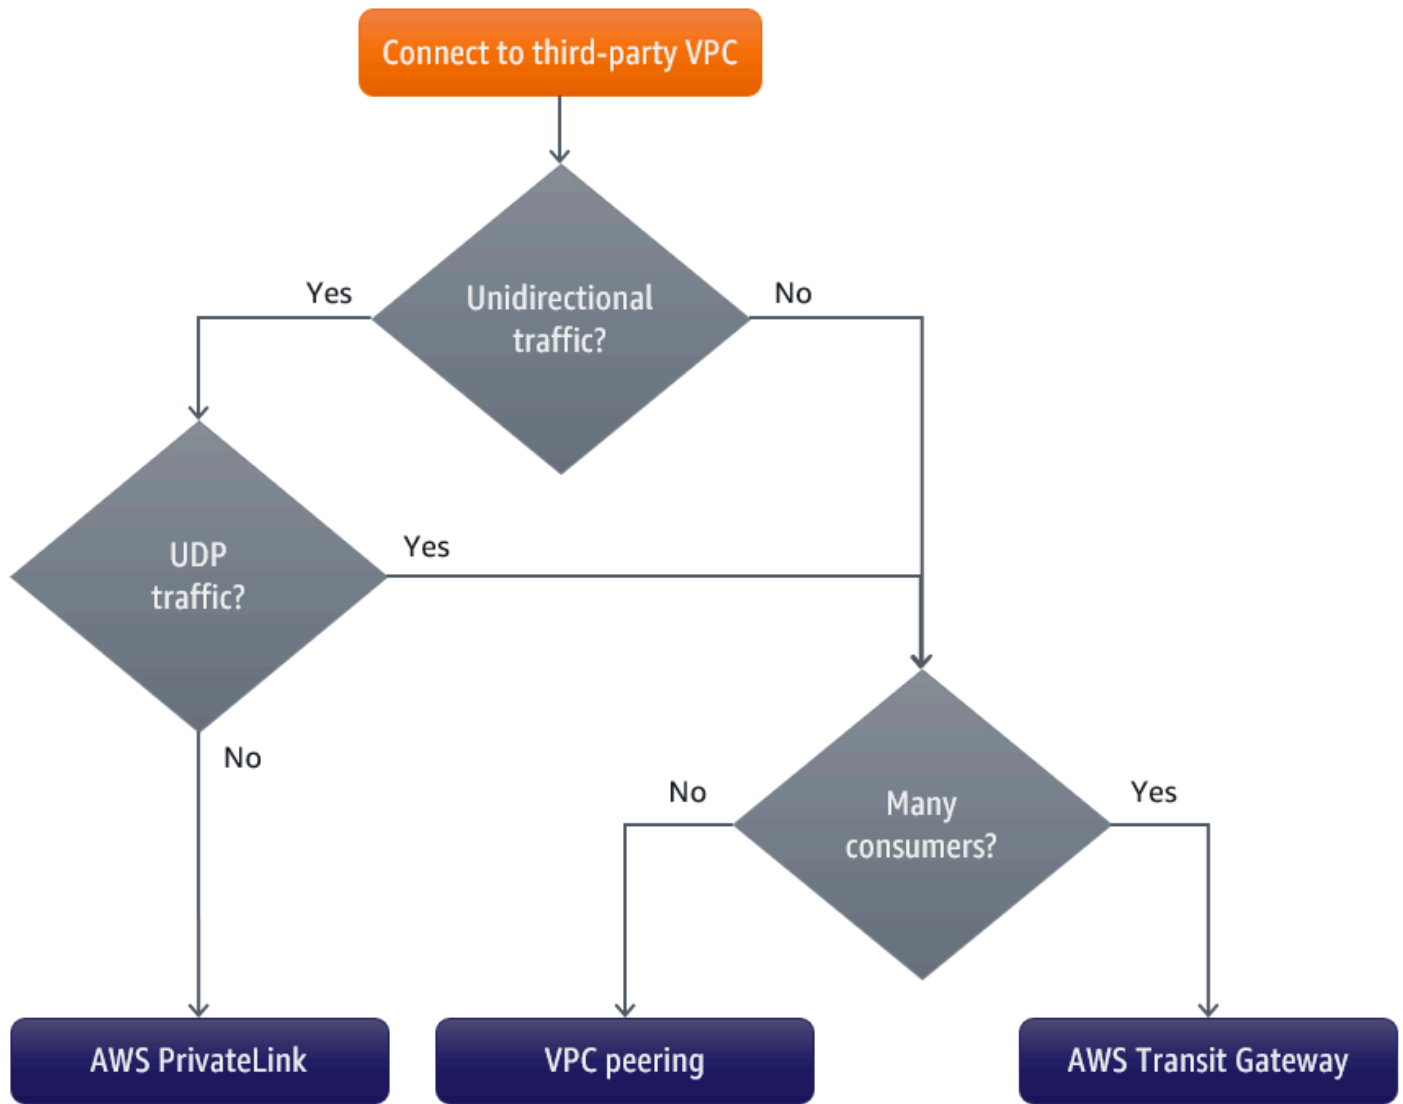 Connect to third-party VPC
Yes
No
Unidirectional
traffic?
Yes
UDP
traffic?
No
No
Yes
Many
consumers?
AWS PrivateLink
VPC peering
AWS Transit Gateway